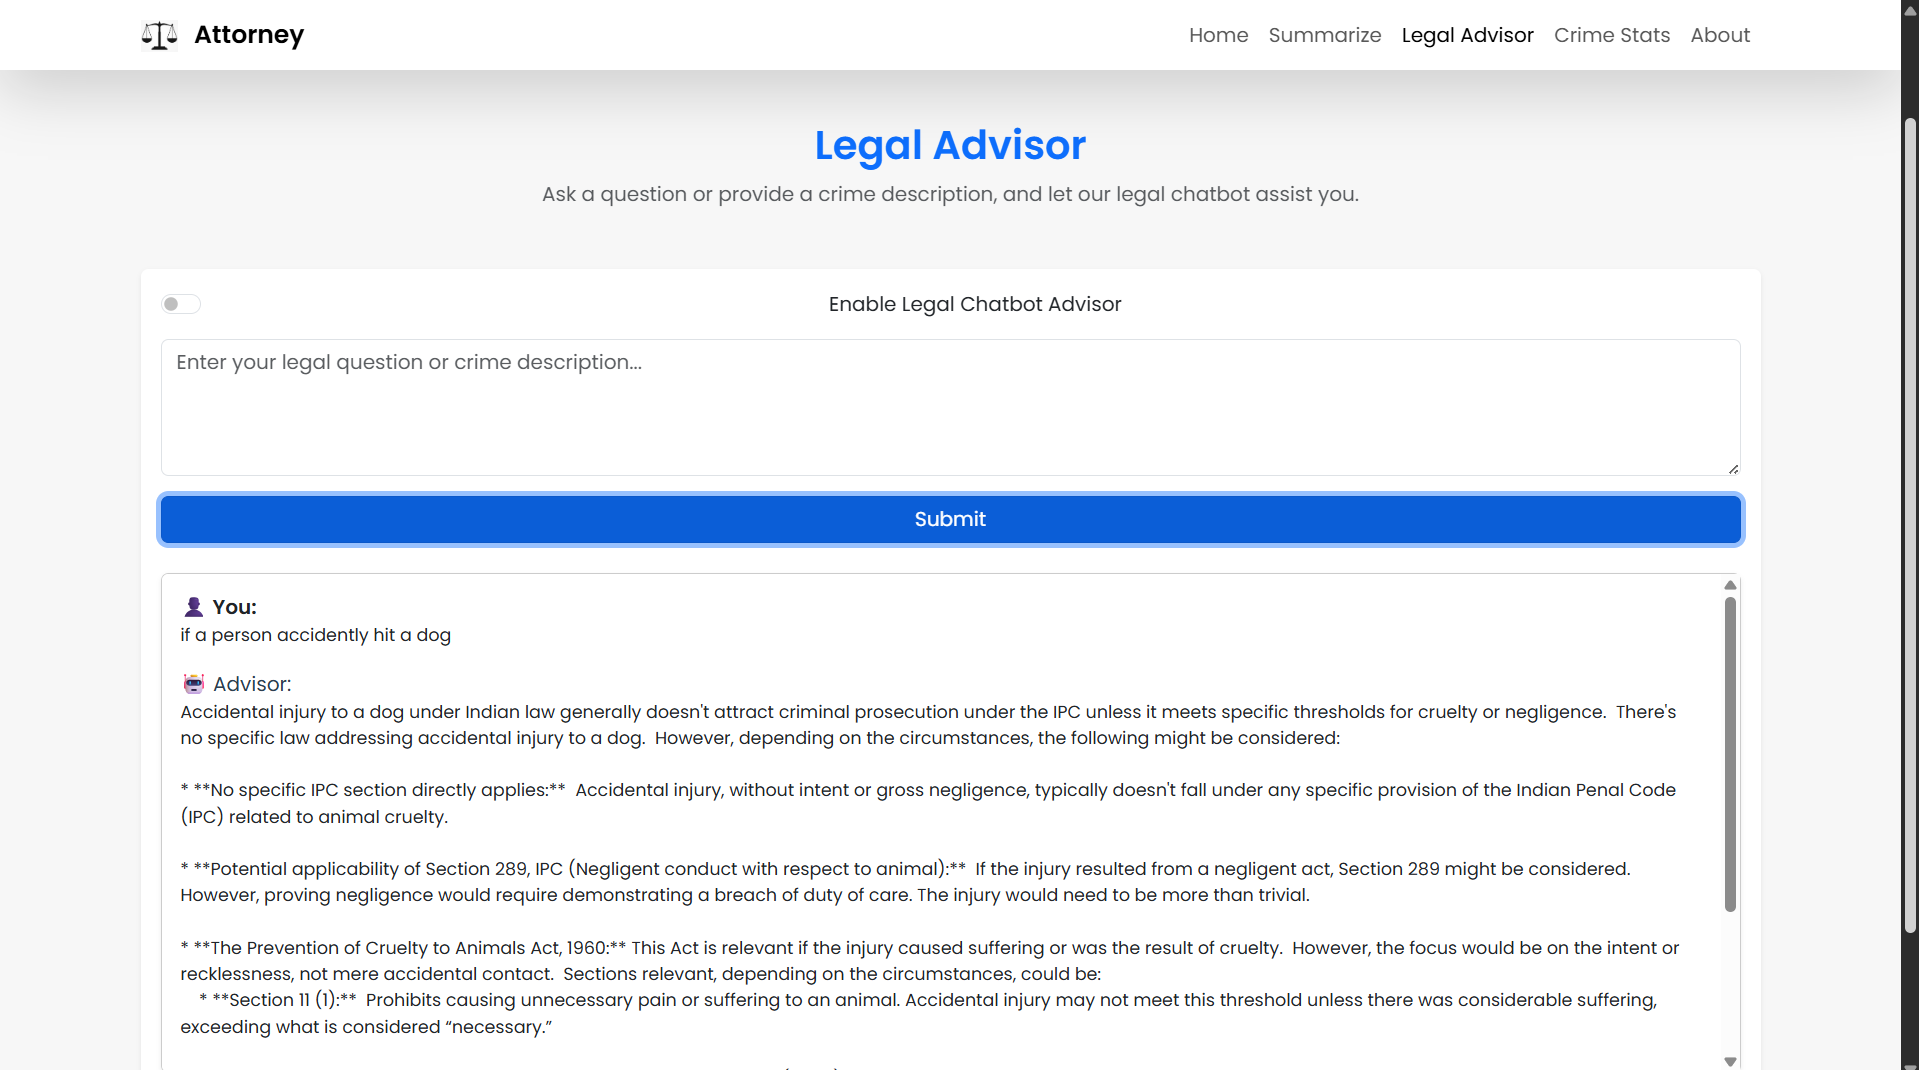 Attorney
Home Summarize Legal Advisor Crime Stats About
Legal Advisor
Ask a question or provide a crime description, and let our legal chatbot assist you.
Enable Legal Chatbot Advisor
Enter your legal question or crime description...
Submit
You:
if a person accidently hit a dog
Advisor:
Accidental injury to a dog under Indian law generally doesn't attract criminal prosecution under the IPC unless it meets specific thresholds for cruelty or negligence.  There's
no specific law addressing accidental injury to a dog.  However, depending on the circumstances, the following might be considered:
* **No specific IPC section directly applies:**  Accidental injury, without intent or gross negligence, typically doesn't fall under any specific provision of the Indian Penal Code
(IPC) related to animal cruelty.
* **Potential applicability of Section 289, IPC (Negligent conduct with respect to animal):**  If the injury resulted from a negligent act, Section 289 might be considered.
However, proving negligence would require demonstrating a breach of duty of care. The injury would need to be more than trivial.
* **The Prevention of Cruelty to Animals Act, 1960:** This Act is relevant if the injury caused suffering or was the result of cruelty.  However, the focus would be on the intent or
recklessness, not mere accidental contact.  Sections relevant, depending on the circumstances, could be:
* **Section 11 (1):**  Prohibits causing unnecessary pain or suffering to an animal. Accidental injury may not meet this threshold unless there was considerable suffering,
exceeding what is considered “necessary.”